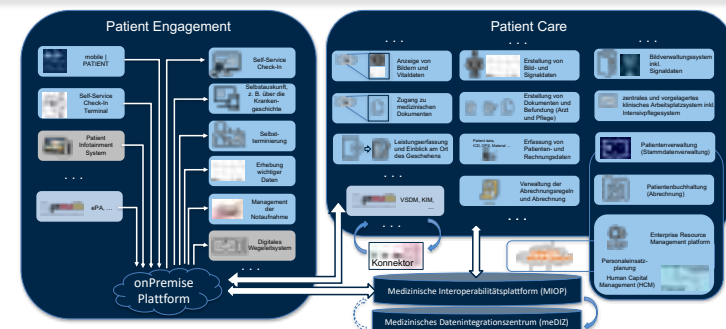 Patient Engagement
mobile |
PATIENT
Self-Service
Check-In
Terminal
Patient
Infotainment
System
. . .
ePA, ...
Self-Service
Check-In
Selbstauskunft,
z. B. über die
Kranken-
geschichte
Selbst-
terminierung
Erhebung
wichtiger
Daten
Management
der
Notaufnahme
Digitales
Wegeleitsystem
. . .
onPremise
Plattform
Patient Care
. . .
Anzeige von
Bildern und
Vitaldaten
Zugang zu
medizinischen
Dokumenten
Leistungserfassung
und Einblick am Ort
des Geschehens
. . .
VSDM, KIM,
...
Konnektor
. . .
Erstellung von
Bild- und
Signaldaten
Erstellung von
Dokumenten und
Befundung (Arzt
und Pflege)
Erfassung von
Patienten- und
Rechnungsdaten
Verwaltung der
Abrechnungsregeln
und Abrechnung
. . .
. . .
Bildverwaltungssystem
inkl.
Signaldaten
zentrales und vorgelagertes
klinisches Arbeitsplatzsystem inkl.
Intensivpflegesystem
Patientenverwaltung
(Stammdatenverwaltung)
Patientenbuchhaltung
(Abrechnung)
Enterprise Resource
Management platform
Personaleinsatz-
planung
Human Capital
Management (HCM)
Medizinische Interoperabilitätsplattform (MIOP)
Medizinisches Datenintegrationszentrum (meDIZ)